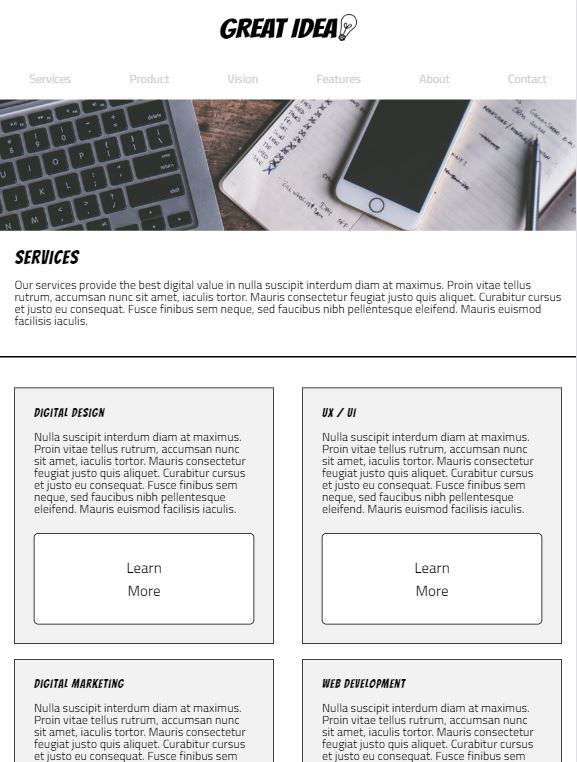 GREAT IDEA
Services Product Vision Features About Contact
SERVICES
Our services provide the best digital value in nulla suscipit interdum diam at maximus. Proin vitae tellus
rutrum, accumsan nunc sit amet, iaculis tortor. Mauris consectetur feugiat justo quis aliquet. Curabitur cursus
et justo eu consequat. Fusce finibus sem neque, sed faucibus nibh pellentesque eleifend. Mauris euismod
facilisis iaculis.
DIGITAL DESIGN
Nulla suscipit interdum diam at maximus.
Proin vitae tellus rutrum, accumsan nunc
sit amet, iaculis tortor. Mauris consectetur
feugiat justo quis aliquet. Curabitur cursus
et justo eu consequat. Fusce finibus sem
neque, sed faucibus nibh pellentesque
eleifend. Mauris euismod facilisis iaculis.
Learn
More
UX / UI
Nulla suscipit interdum diam at maximus.
Proin vitae tellus rutrum, accumsan nunc
sit amet, iaculis tortor. Mauris consectetur
feugiat justo quis aliquet. Curabitur cursus
et justo eu consequat. Fusce finibus sem
neque, sed faucibus nibh pellentesque
eleifend. Mauris euismod facilisis iaculis.
Learn
More
DIGITAL MARKETING
Nulla suscipit interdum diam at maximus.
Proin vitae tellus rutrum, accumsan nunc
sit amet, iaculis tortor. Mauris consectetur
feugiat justo quis aliquet. Curabitur cursus
et justo eu consequat. Fusce finibus sem
WEB DEVELOPMENT
Nulla suscipit interdum diam at maximus.
Proin vitae tellus rutrum, accumsan nunc
sit amet, iaculis tortor. Mauris consectetur
feugiat justo quis aliquet. Curabitur cursus
et justo eu consequat. Fusce finibus sem